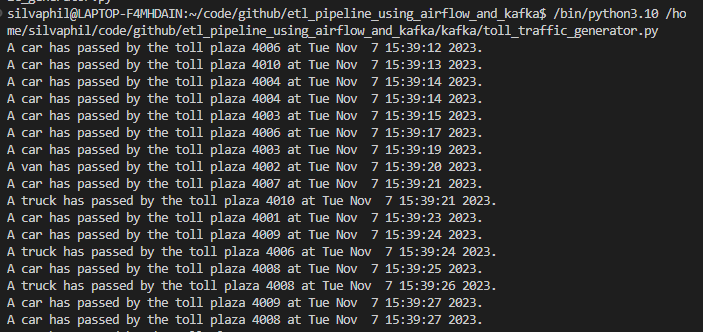 silvaphil@LAPTOP-F4MHDAIN:~/code/github/etl_pipeline_using_airflow_and_kafka$ /bin/python3.10 /ho
me/silvaphil/code/github/etl_pipeline_using_airflow_and_kafka/kafka/toll_traffic_generator.py
A car has passed by the toll plaza 4006 at Tue Nov  7 15:39:12 2023.
A car has passed by the toll plaza 4010 at Tue Nov  7 15:39:13 2023.
A car has passed by the toll plaza 4004 at Tue Nov  7 15:39:14 2023.
A car has passed by the toll plaza 4004 at Tue Nov  7 15:39:14 2023.
A car has passed by the toll plaza 4003 at Tue Nov  7 15:39:15 2023.
A car has passed by the toll plaza 4006 at Tue Nov  7 15:39:17 2023.
A car has passed by the toll plaza 4003 at Tue Nov  7 15:39:19 2023.
A van has passed by the toll plaza 4002 at Tue Nov  7 15:39:20 2023.
A car has passed by the toll plaza 4007 at Tue Nov  7 15:39:21 2023.
A truck has passed by the toll plaza 4010 at Tue Nov  7 15:39:21 2023.
A car has passed by the toll plaza 4001 at Tue Nov  7 15:39:23 2023.
A car has passed by the toll plaza 4009 at Tue Nov  7 15:39:24 2023.
A truck has passed by the toll plaza 4006 at Tue Nov  7 15:39:24 2023.
A car has passed by the toll plaza 4008 at Tue Nov  7 15:39:25 2023.
A truck has passed by the toll plaza 4008 at Tue Nov  7 15:39:26 2023.
A car has passed by the toll plaza 4009 at Tue Nov  7 15:39:27 2023.
A car has passed by the toll plaza 4008 at Tue Nov  7 15:39:27 2023.